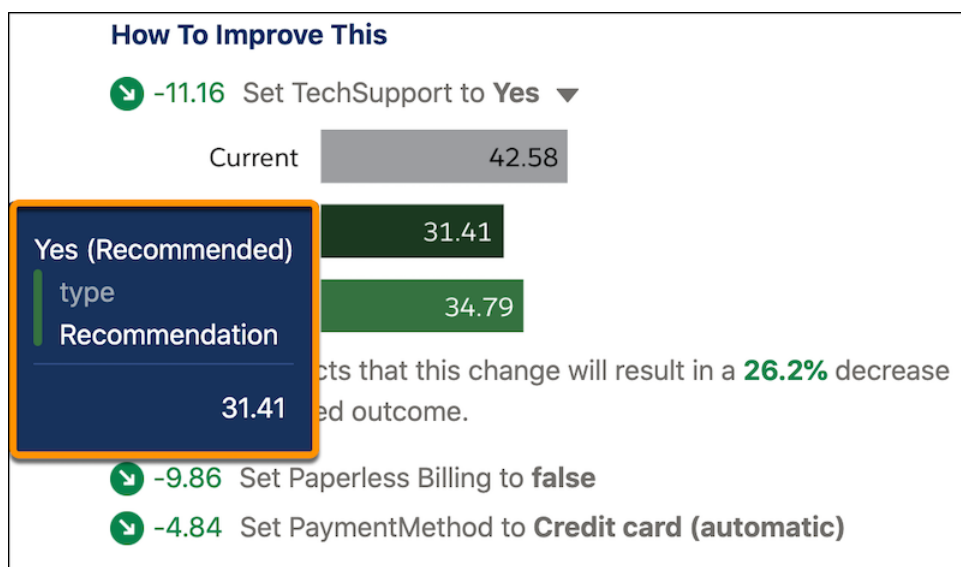 How To Improve This
-11.16 Set TechSupport to Yes
Current 42.58
31.41
Yes (Recommended)
type
Recommendation
31.41
34.79
that this change will result in a 26.2% decrease
outcome.
-9.86 Set Paperless Billing to false
-4.84 Set PaymentMethod to Credit card (automatic)